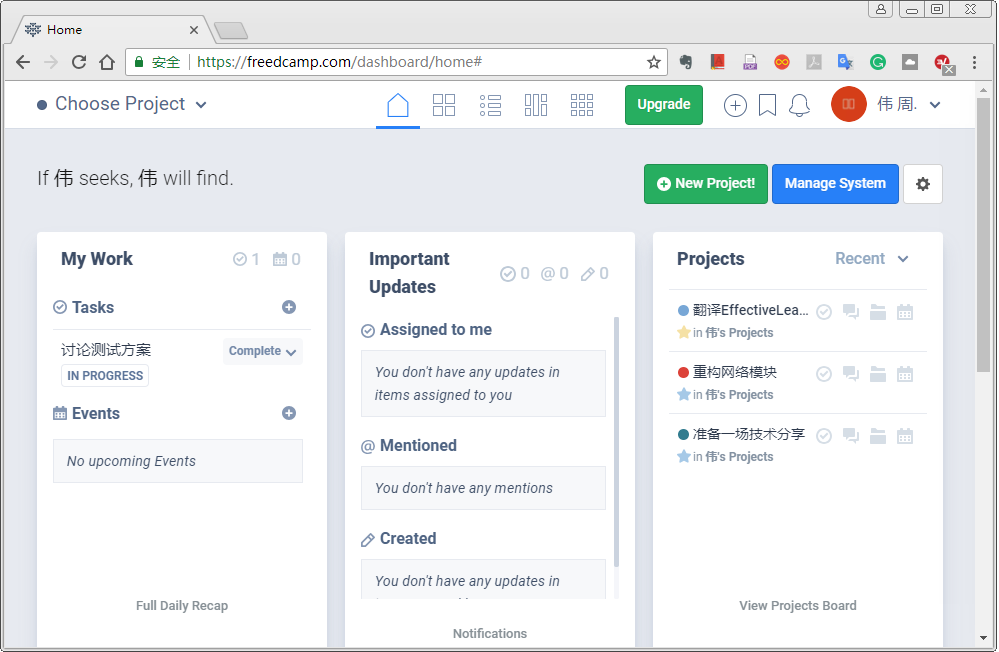 Home
安全 https://freedcamp.com/dashboard/home#
Choose Project
Upgrade
伟 周.
If 伟 seeks, 伟 will find.
New Project!
Manage System
My Work
1
0
Tasks
讨论测试方案
Complete
IN PROGRESS
Events
No upcoming Events
Full Daily Recap
Important
Updates
0
@ 0
0
Assigned to me
You don't have any updates in
items assigned to you
@ Mentioned
You don't have any mentions
Created
You don't have any updates in
Notifications
Projects
Recent
翻译EffectiveLea...
in 伟's Projects
重构网络模块
in 伟's Projects
准备一场技术分享
in 伟's Projects
View Projects Board